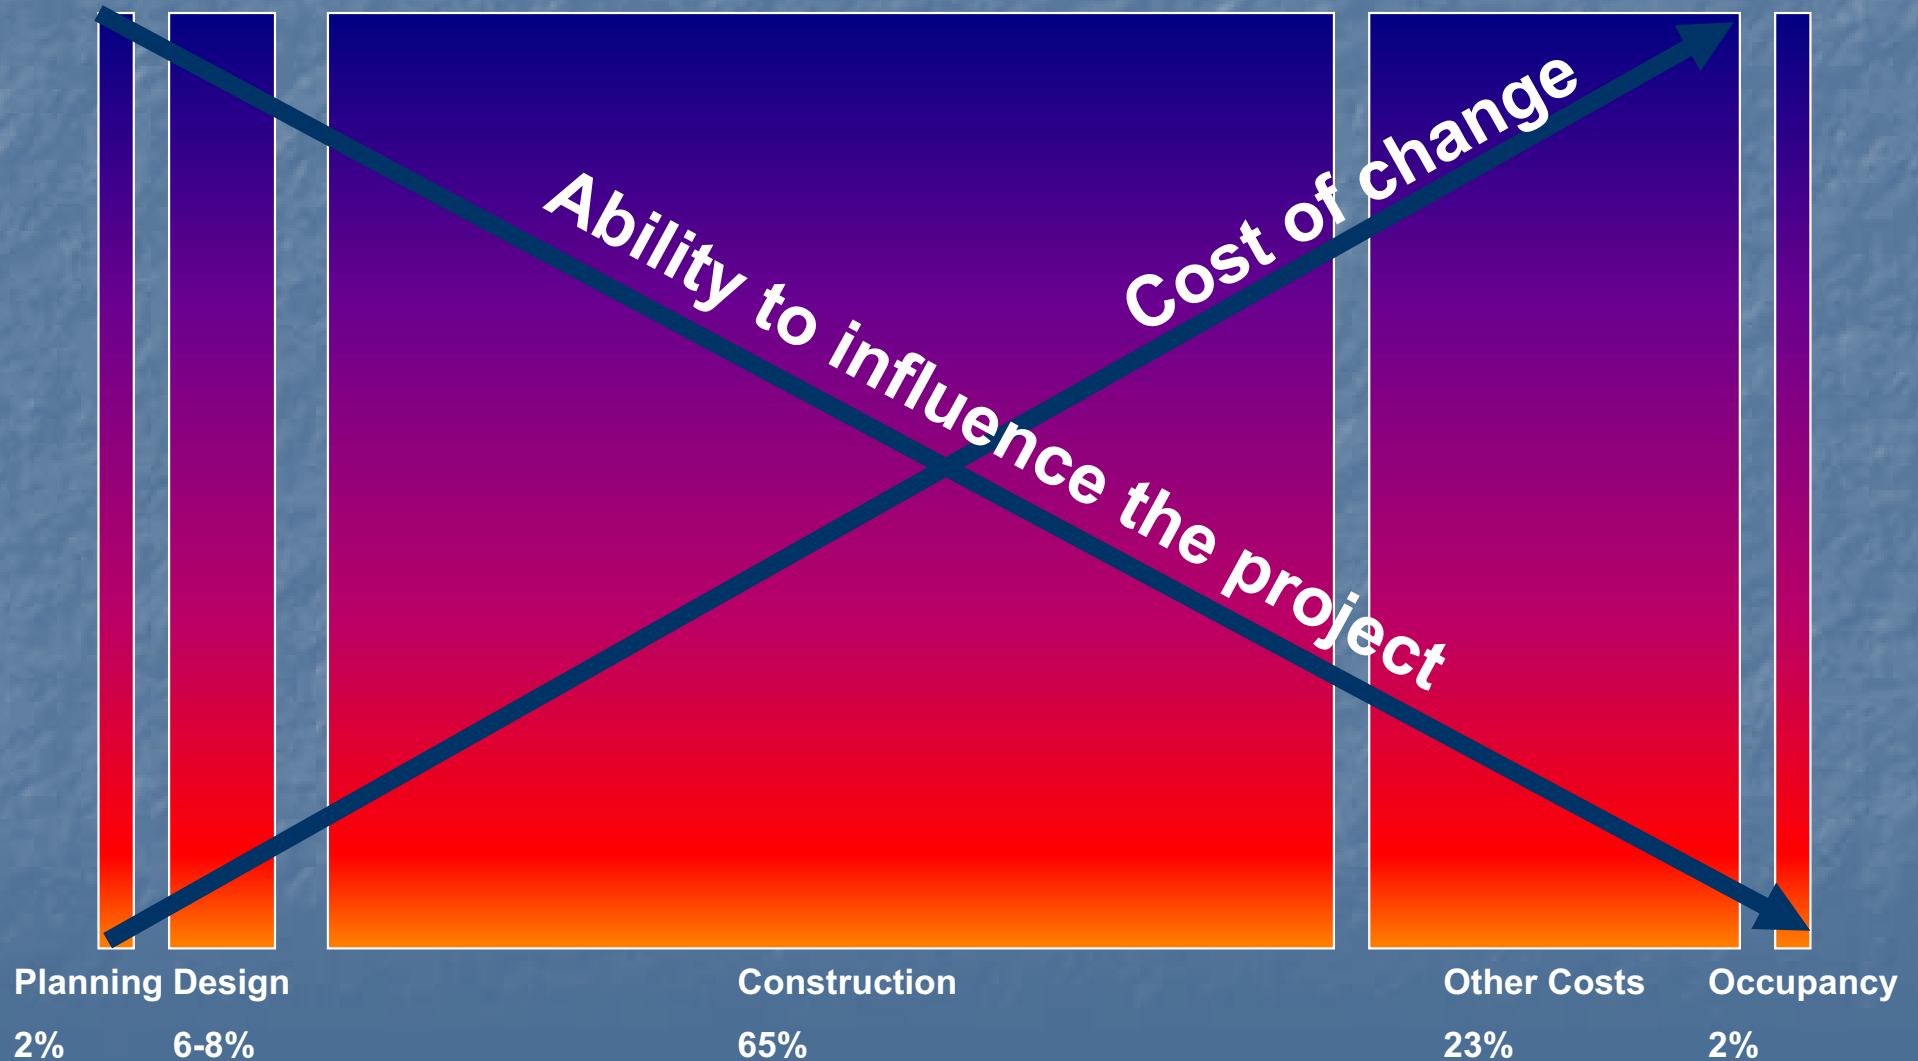 Ability to influence the project
Cost of change
Planning Design Construction Other Costs Occupancy
2% 6-8% 65% 23% 2%